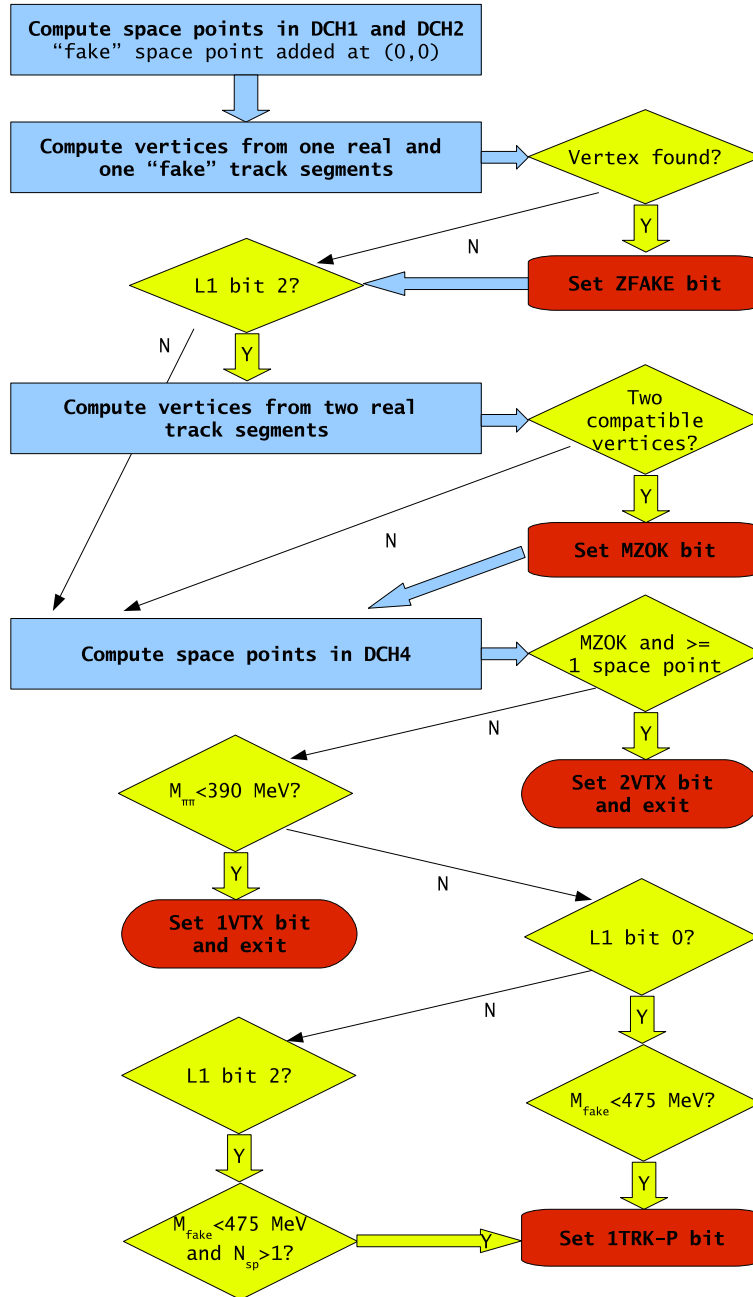 Compute space points in DCH1 and DCH2
“fake” space point added at (0,0)
Compute vertices from one real and
one “fake” track segments
Vertex found?
Y
N
Set ZFAKE bit
L1 bit 2?
N
Y
Compute vertices from two real
track segments
Two
compatible
vertices?
Y
N
Set MZOK bit
Compute space points in DCH4
MZOK and >=
1 space point
N
Y
Set 2VTX bit
and exit
Mππ<390 MeV?
Y
N
Set 1VTX bit
and exit
L1 bit 0?
N
Y
L1 bit 2?
Mfake<475 MeV?
Y
Y
Mfake<475 MeV
and Nsp>1?
Y
Set 1TRK-P bit